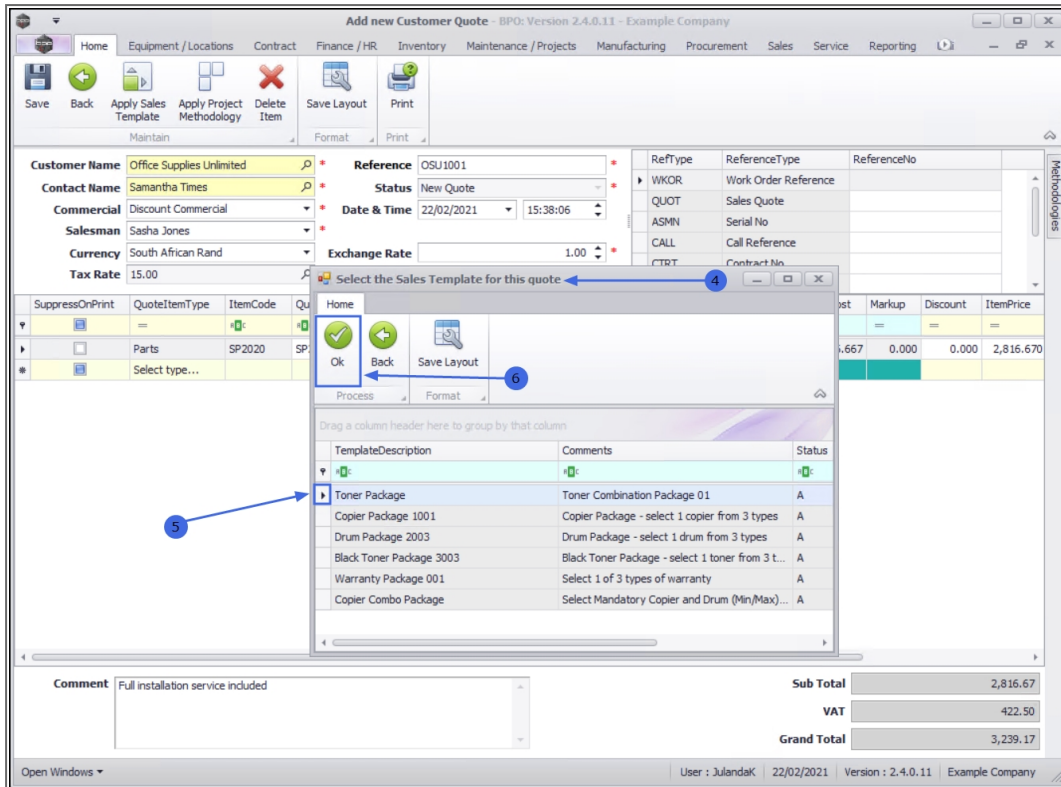 Add new Customer Quote - BPO: Version 2.4.0.11 - Example Company
Home Equipment / Locations Contract Finance / HR Inventory Maintenance / Projects Manufacturing Procurement Sales Service Reporting
Save Back Apply Sales Template Apply Project Methodology Delete Item Save Layout Print
Maintain Format Print
Customer Name Office Supplies Unlimited * Reference OSU1001 * RefType ReferenceType ReferenceNo
Contact Name Samantha Times * Status New Quote * WKOR Work Order Reference
Commercial Discount Commercial * Date & Time 22/02/2021 15:38:06 QUOT Sales Quote
Salesman Sasha Jones * ASMN Serial No
Currency South African Rand Exchange Rate 1.00 * CALL Call Reference
Tax Rate 15.00 CTRT Contract No
Methodologies
Select the Sales Template for this quote 4
SuppressOnPrint QuoteItemType ItemCode Qu Home ost Markup Discount ItemPrice
= = = =
Parts SP2020 SP .667 0.000 0.000 2,816.670
Select type...
Ok Back Save Layout
6
Process Format
Drag a column header here to group by that column
TemplateDescription Comments Status
Toner Package Toner Combination Package 01 A
5
Copier Package 1001 Copier Package - select 1 copier from 3 types A
Drum Package 2003 Drum Package - select 1 drum from 3 types A
Black Toner Package 3003 Black Toner Package - select 1 toner from 3 t... A
Warranty Package 001 Select 1 of 3 types of warranty A
Copier Combo Package Select Mandatory Copier and Drum (Min/Max)... A
Comment Full installation service included Sub Total 2,816.67
VAT 422.50
Grand Total 3,239.17
Open Windows User : JulandaK 22/02/2021 Version : 2.4.0.11 Example Company